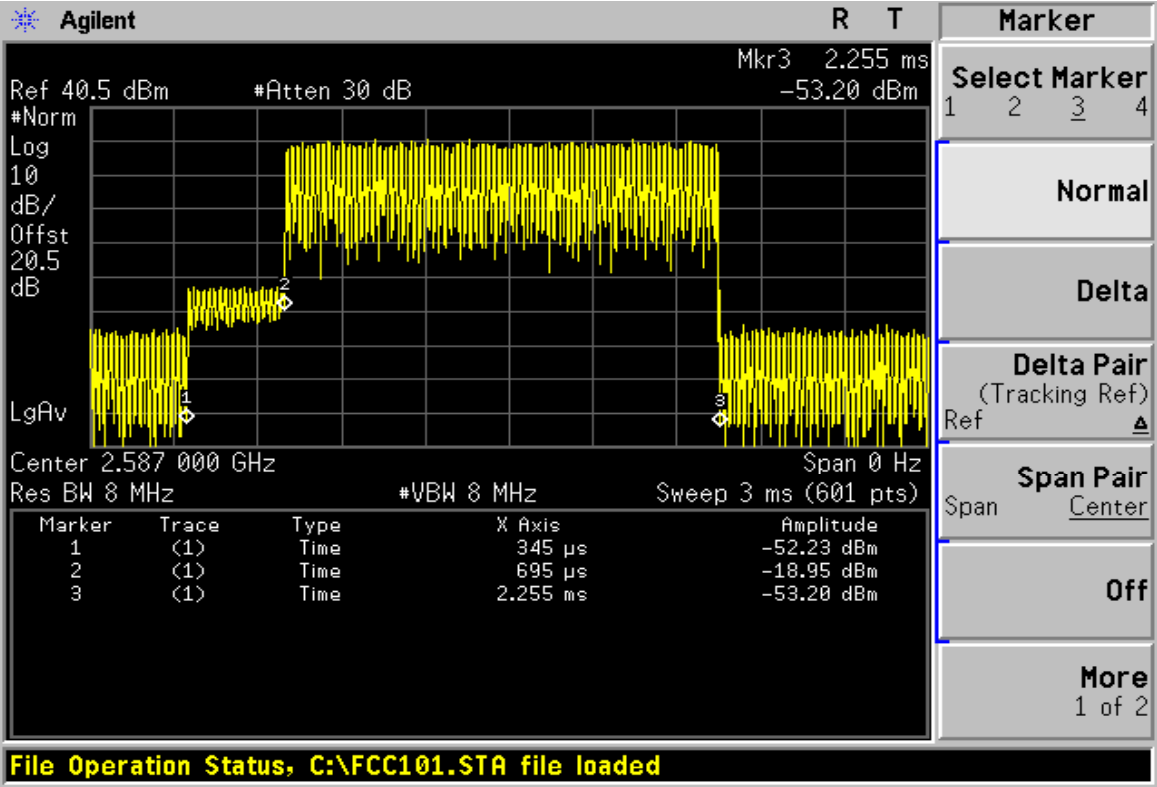 Agilent R T
Mkr3 2.255 ms
Ref 40.5 dBm #Atten 30 dB -53.20 dBm
#Norm
Log
10
dB/
Offst
20.5
dB
2
1
3
LgAv
Center 2.587 000 GHz Span 0 Hz
Res BW 8 MHz #VBW 8 MHz Sweep 3 ms (601 pts)
Marker Trace Type X Axis Amplitude
1 (1) Time 345 µs -52.23 dBm
2 (1) Time 695 µs -18.95 dBm
3 (1) Time 2.255 ms -53.20 dBm
Marker
Select Marker
1 2 3 4
Normal
Delta
Delta Pair
(Tracking Ref)
Ref Δ
Span Pair
Span Center
Off
More
1 of 2
File Operation Status, C:\FCC101.STA file loaded